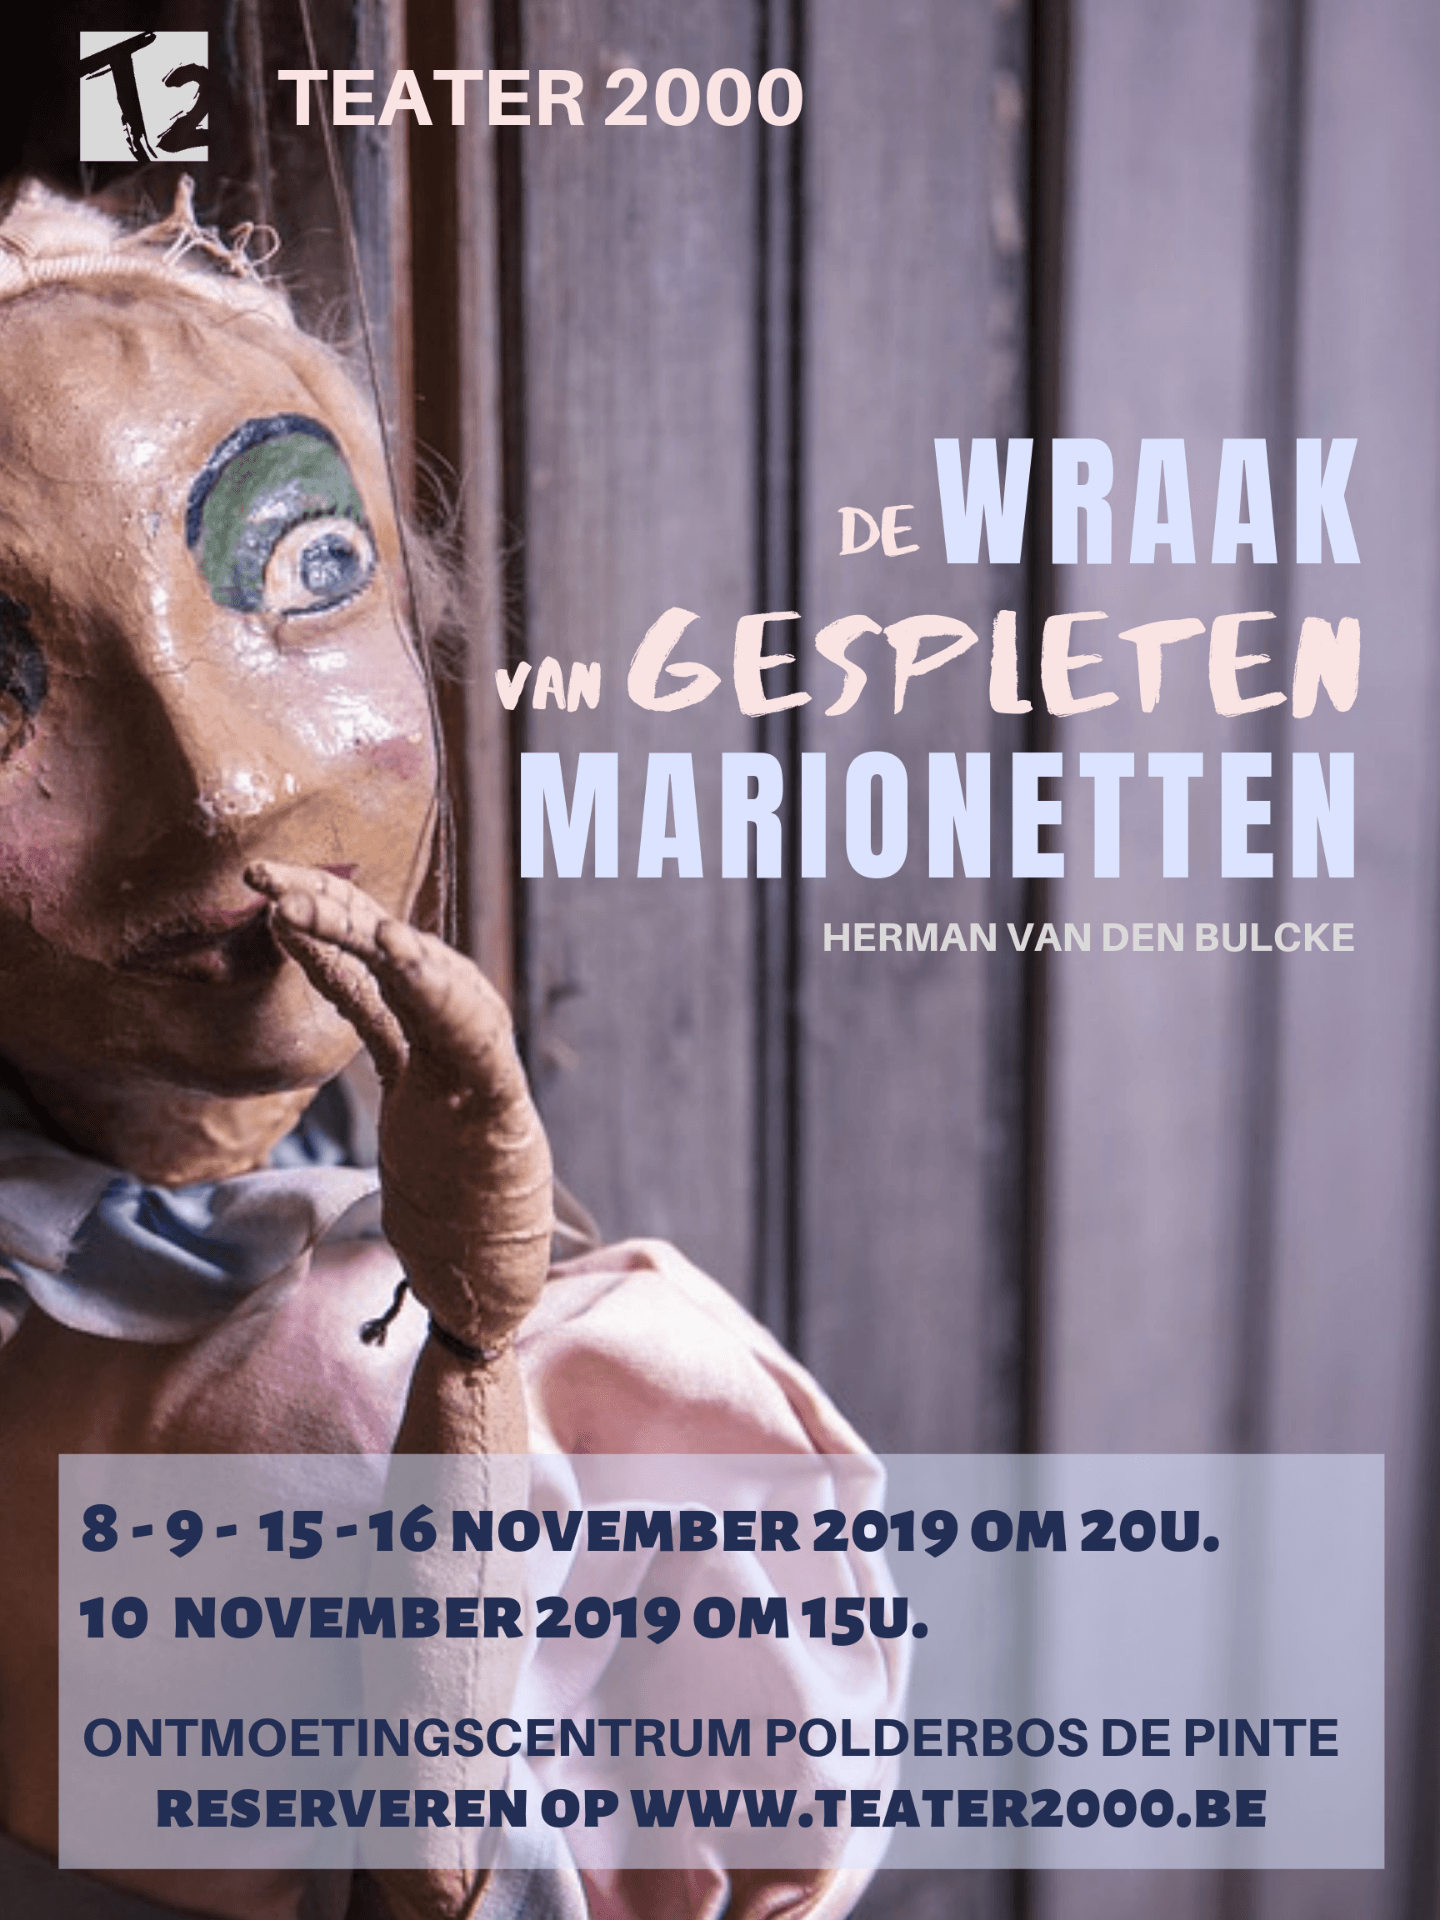 T2
TEATER 2000
DE WRAAK
VAN GESPLETEN
MARIONETTEN
HERMAN VAN DEN BULCKE
8 - 9 - 15 - 16 NOVEMBER 2019 OM 20U.
10 NOVEMBER 2019 OM 15U.
ONTMOETINGSCENTRUM POLDERBOS DE PINTE
RESERVEREN OP WWW.TEATER2000.BE